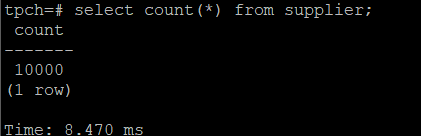 tpch=# select count(*) from supplier;
count
-------
10000
(1 row)
Time: 8.470 ms